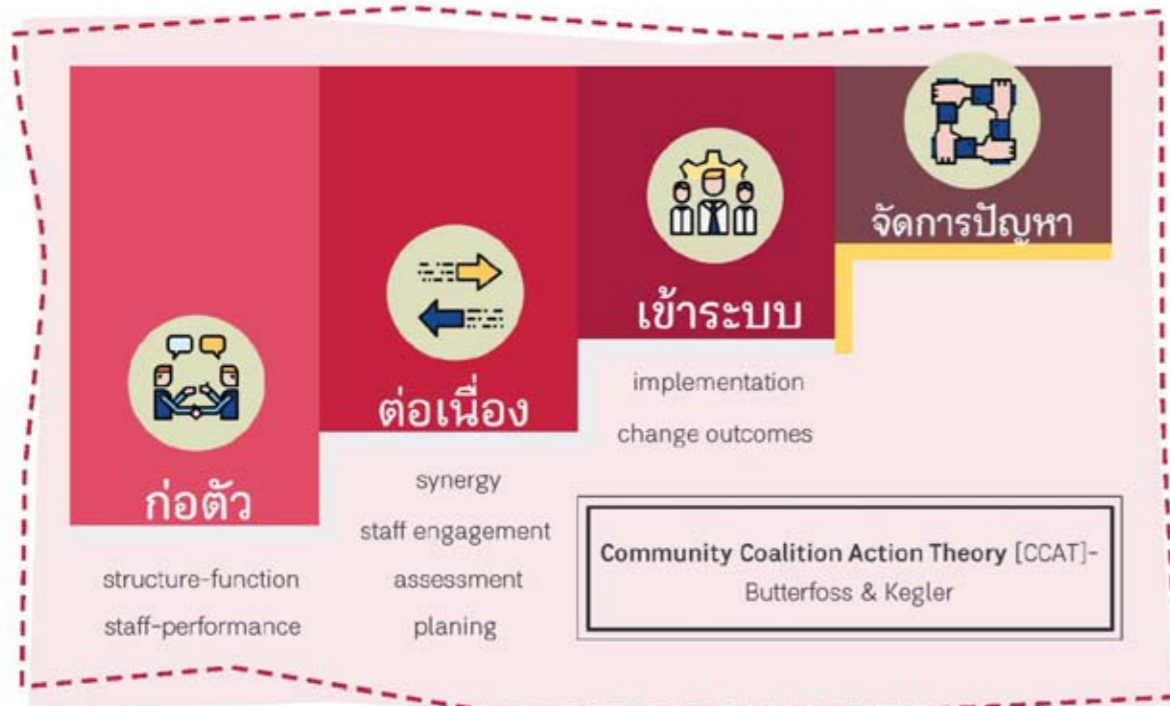 ก่อตัว
structure-function
staff-performance
ต่อเนื่อง
synergy
staff engagement
assessment
planing
เข้าระบบ
implementation
change outcomes
จัดการปัญหา
Community Coalition Action Theory [CCAT]-
Butterfoss & Kegler